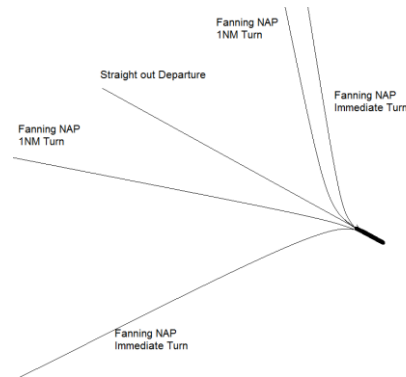 Fanning NAP
1NM Turn
Straight out Departure
Fanning NAP
Immediate Turn
Fanning NAP
1NM Turn
Fanning NAP
Immediate Turn